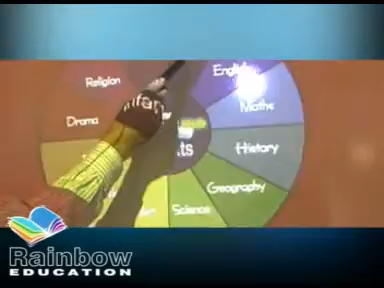 Religion
English
Maths
Drama
History
Geography
Science
Rainbow
EDUCATION